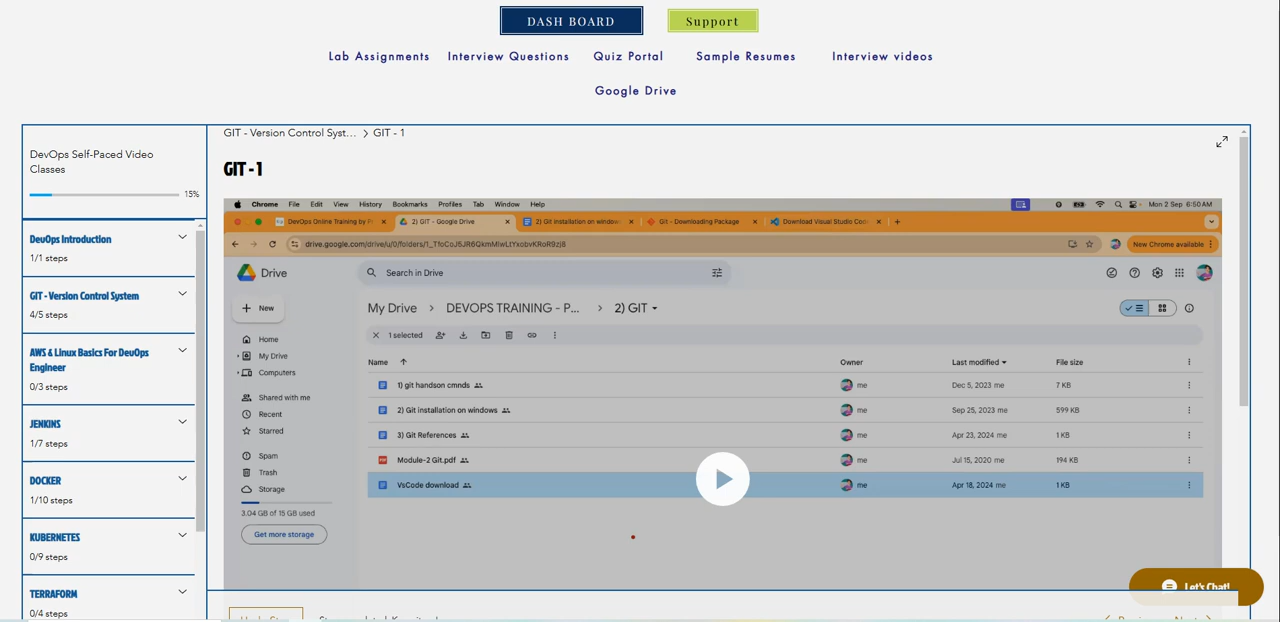 DASH BOARD
Support
Lab Assignments
Interview Questions
Quiz Portal
Sample Resumes
Interview videos
Google Drive
DevOps Self-Paced Video
Classes
15%
DevOps Introduction
1/1 steps
GIT - Version Control System
4/5 steps
AWS & Linux Basics For DevOps
Engineer
0/3 steps
JENKINS
1/7 steps
DOCKER
1/10 steps
KUBERNETES
0/9 steps
TERRAFORM
0/4 steps
GIT - Version Control Syst… > GIT - 1
GIT - 1
Chrome File Edit View History Bookmarks Profiles Tab Window Help
Mon 2 Sep 6:50 AM
DevOps Online Training by
2) GIT - Google Drive
2) Git installation on window
Git - Downloading Package
Download Visual Studio Cod
New Chrome available
Drive
Search in Drive
New
Home
My Drive
Computers
Shared with me
Recent
Starred
Spam
Trash
Storage
3.04 GB of 15 GB used
Get more storage
My Drive > DEVOPS TRAINING - P... > 2) GIT
1 selected
Name Owner Last modified File size
1) git handson cmnds me Dec 5, 2023 me 7 KB
2) Git installation on windows me Sep 25, 2023 me 599 KB
3) Git References me Apr 23, 2024 me 1 KB
Module-2 Git.pdf me Jul 15, 2020 me 194 KB
VsCode download me Apr 18, 2024 me 1 KB
Let's Chat!